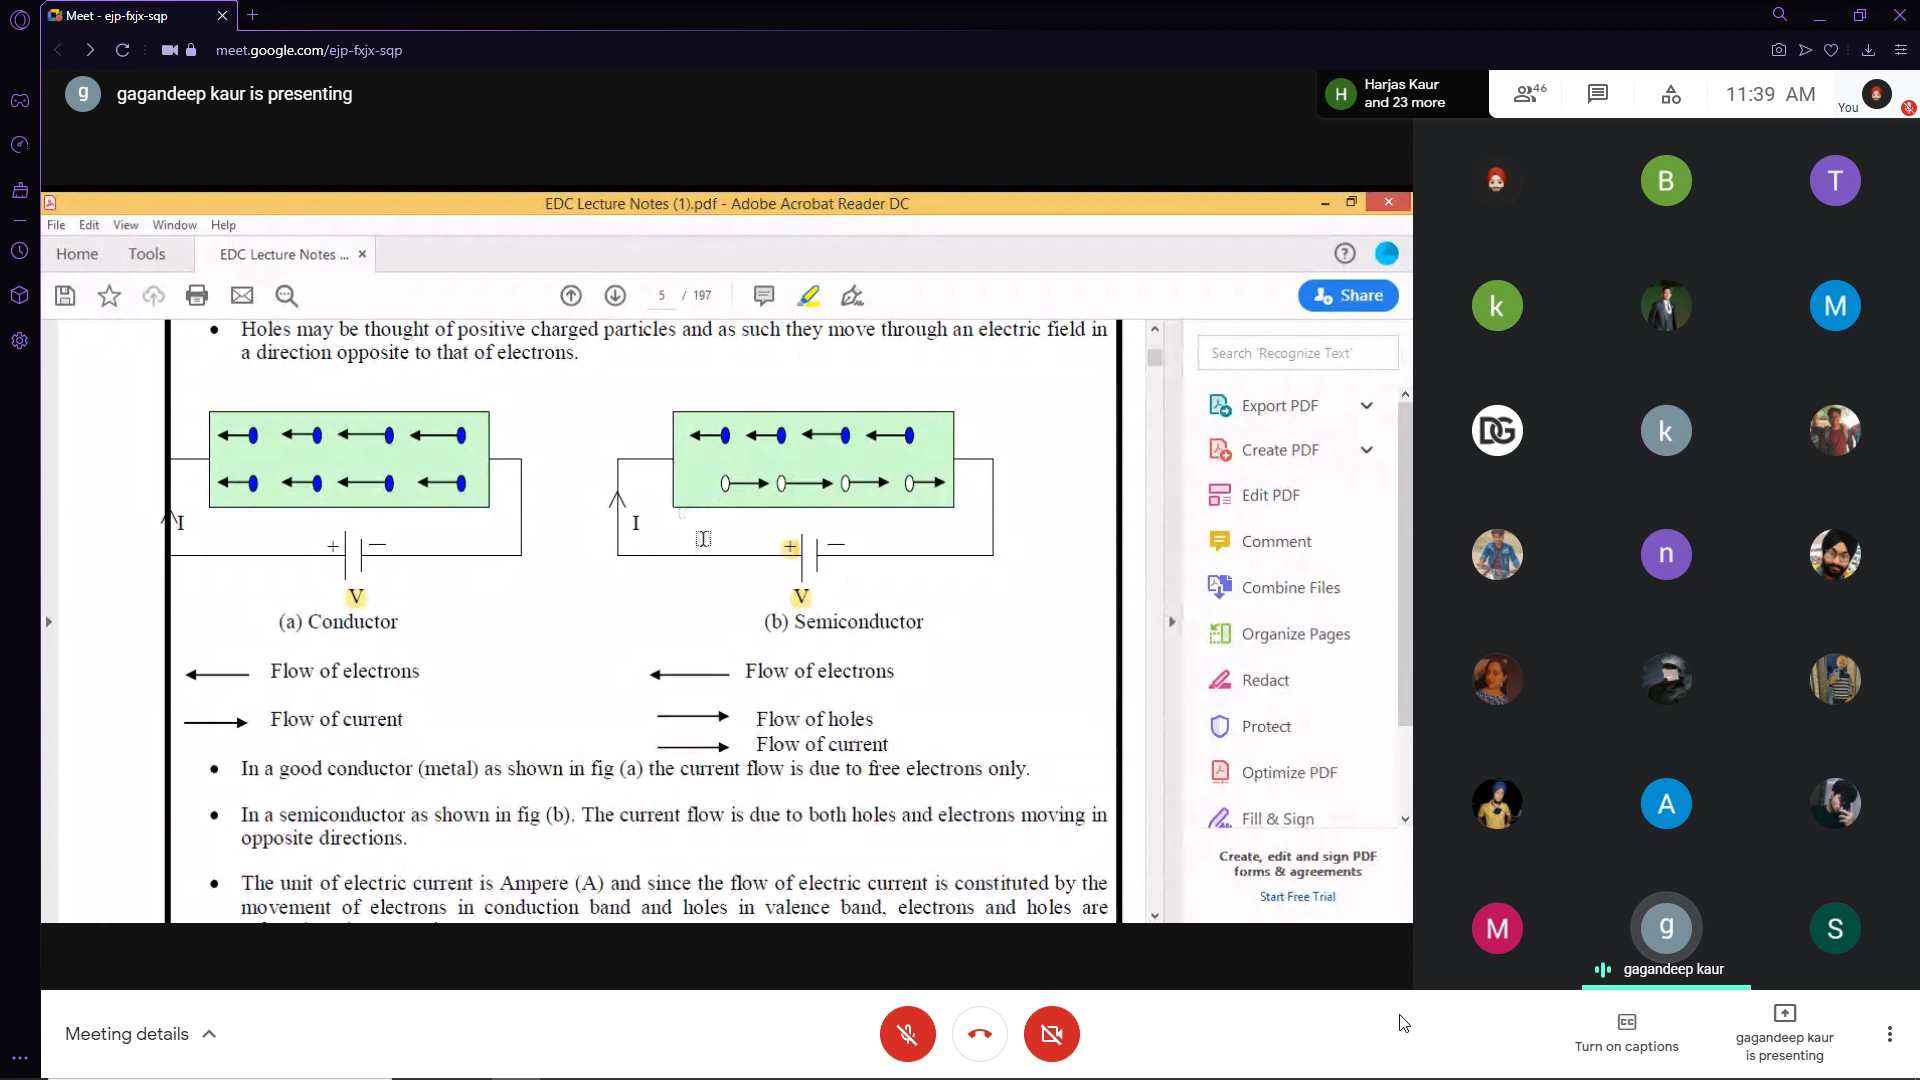 Meet - ejp-fxjx-sqp
meet.google.com/ejp-fxjx-sqp
g
gagandeep kaur is presenting
H
Harjas Kaur
and 23 more
46
11:39 AM
You
EDC Lecture Notes (1).pdf - Adobe Acrobat Reader DC
File Edit View Window Help
Home Tools EDC Lecture Notes ...
5 / 197
Share
• Holes may be thought of positive charged particles and as such they move through an electric field in
a direction opposite to that of electrons.
I
+ —
V
(a) Conductor
I
+ —
V
(b) Semiconductor
Flow of electrons
Flow of current
Flow of electrons
Flow of holes
Flow of current
• In a good conductor (metal) as shown in fig (a) the current flow is due to free electrons only.
• In a semiconductor as shown in fig (b). The current flow is due to both holes and electrons moving in
opposite directions.
• The unit of electric current is Ampere (A) and since the flow of electric current is constituted by the
movement of electrons in conduction band and holes in valence band, electrons and holes are
Search 'Recognize Text'
Export PDF
Create PDF
Edit PDF
Comment
Combine Files
Organize Pages
Redact
Protect
Optimize PDF
Fill & Sign
Create, edit and sign PDF
forms & agreements
Start Free Trial
B T
k M
DG k
n
A
M g S
gagandeep kaur
Meeting details
CC
Turn on captions
gagandeep kaur
is presenting